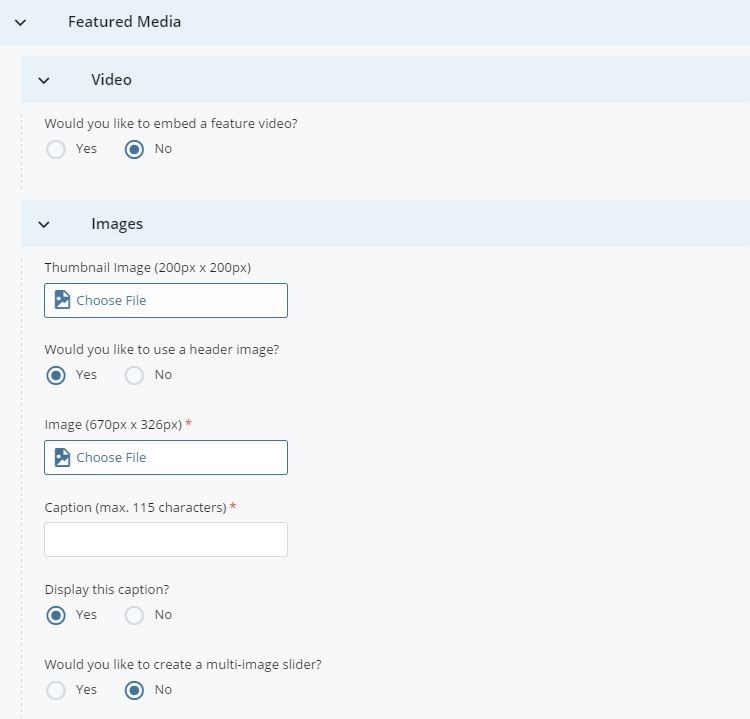 Featured Media
Video
Would you like to embed a feature video?
Yes No
Images
Thumbnail Image (200px x 200px)
Choose File
Would you like to use a header image?
Yes No
Image (670px x 326px) *
Choose File
Caption (max. 115 characters) *
Display this caption?
Yes No
Would you like to create a multi-image slider?
Yes No